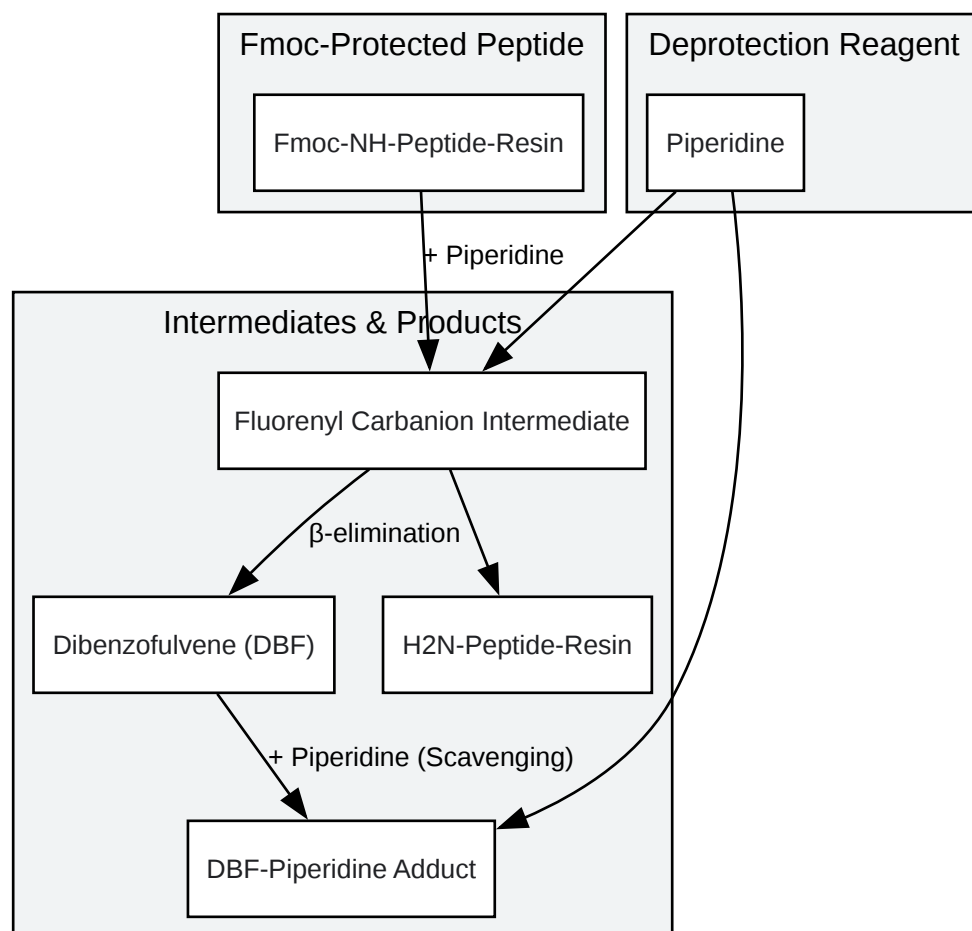 Fmoc-Protected Peptide
Deprotection Reagent
Fmoc-NH-Peptide-Resin
Piperidine
+ Piperidine
Intermediates & Products
Fluorenyl Carbanion Intermediate
β-elimination
Dibenzofulvene (DBF)
H2N-Peptide-Resin
+ Piperidine (Scavenging)
DBF-Piperidine Adduct